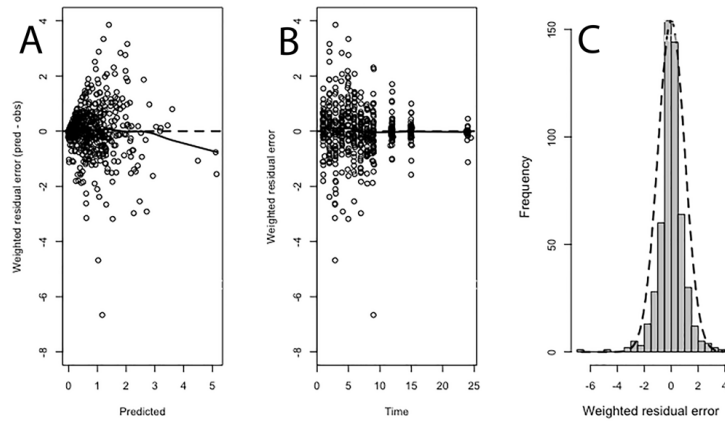 A
Weighted residual error (pred - obs)
4
2
0
-2
-4
-6
-8
0 1 2 3 4 5
Predicted
B
Weighted residual error
4
2
0
-2
-4
-6
-8
0 5 10 15 20 25
Time
C
Frequency
150
100
50
0
-6 -4 -2 0 2 4
Weighted residual error